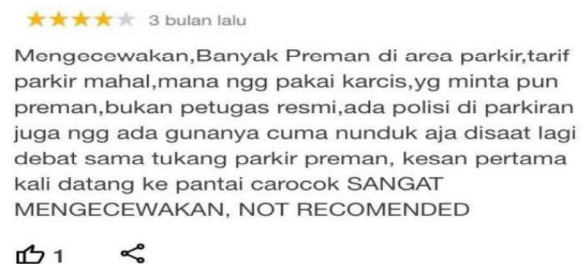 3 bulan lalu
Mengecewakan,Banyak Preman di area parkir,tarif
parkir mahal,mana ngg pakai karcis,yg minta pun
preman,bukan petugas resmi,ada polisi di parkiran
juga ngg ada gunanya cuma nunduk aja disaat lagi
debat sama tukang parkir preman, kesan pertama
kali datang ke pantai carocok SANGAT
MENGECEWAKAN, NOT RECOMENDED
1